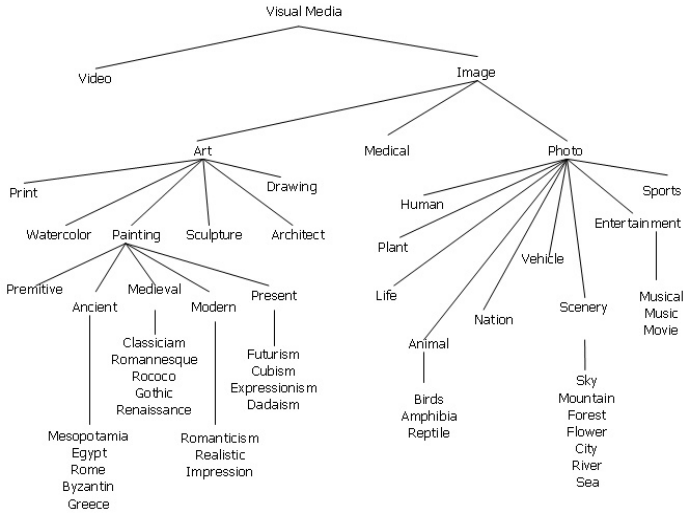 Visual Media
Video
Image
Art
Medical
Photo
Print
Drawing
Watercolor
Painting
Sculpture
Architect
Human
Plant
Life
Animal
Nation
Vehicle
Scenery
Entertainment
Sports
Premitive
Ancient
Medieval
Modern
Present
Mesopotamia
Egypt
Rome
Byzantin
Greece
Classiciam
Romannesque
Rococo
Gothic
Renaissance
Romanticism
Realistic
Impression
Futurism
Cubism
Expressionism
Dadaism
Birds
Amphibia
Reptile
Sky
Mountain
Forest
Flower
City
River
Sea
Musical
Music
Movie